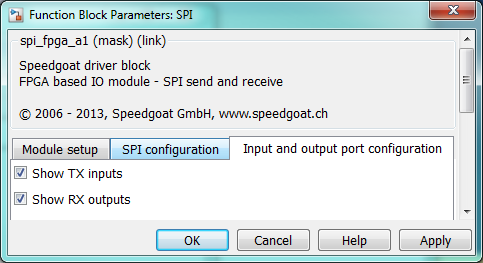 Function Block Parameters: SPI
spi_fpga_a1 (mask) (link)
Speedgoat driver block
FPGA based IO module - SPI send and receive
© 2006 - 2013, Speedgoat GmbH, www.speedgoat.ch
Module setup SPI configuration Input and output port configuration
Show TX inputs
Show RX outputs
OK Cancel Help Apply